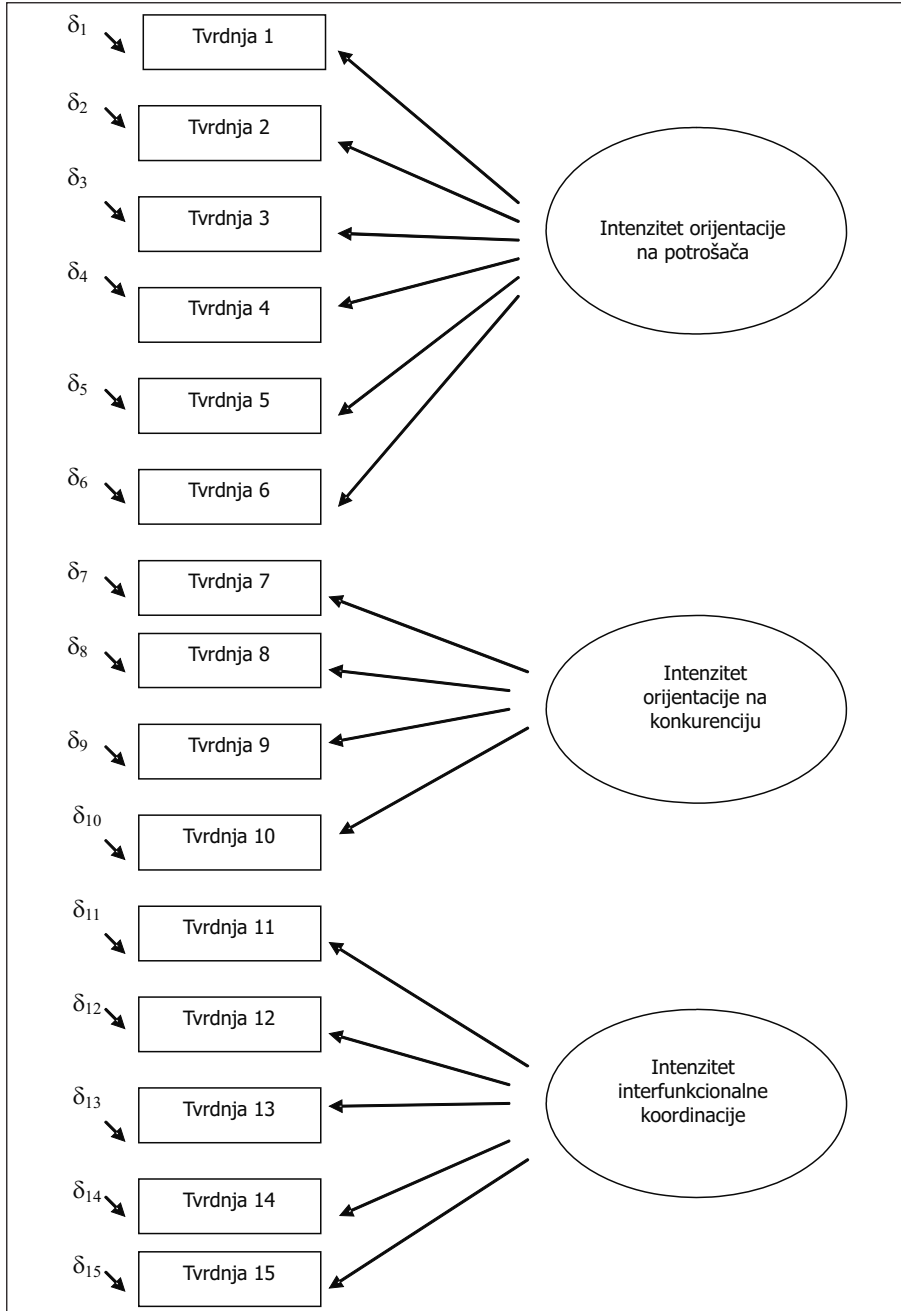 δ1
Tvrdnja 1
δ2
Tvrdnja 2
δ3
Tvrdnja 3
δ4
Tvrdnja 4
δ5
Tvrdnja 5
δ6
Tvrdnja 6
Intenzitet orijentacije
na potrošača
δ7
Tvrdnja 7
δ8
Tvrdnja 8
δ9
Tvrdnja 9
δ10
Tvrdnja 10
Intenzitet
orijentacije na
konkurenciju
δ11
Tvrdnja 11
δ12
Tvrdnja 12
δ13
Tvrdnja 13
δ14
Tvrdnja 14
δ15
Tvrdnja 15
Intenzitet
interfunkcionalne
koordinacije